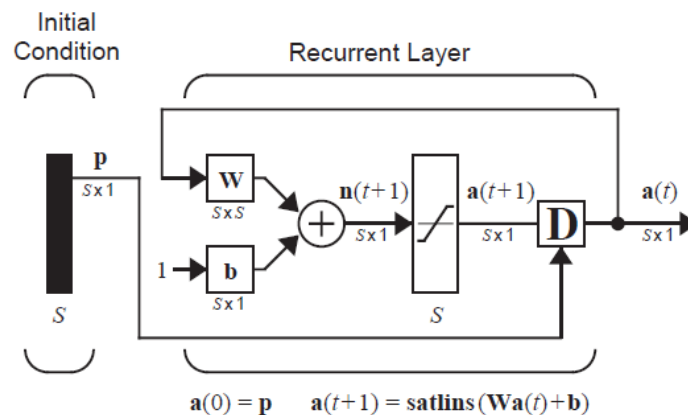 Initial
Condition
Recurrent Layer
p
S x 1
S
W
S x S
1
b
S x 1
n(t+1)
S x 1
a(t+1)
S x 1
S
D
a(t)
S x 1
a(0) = p a(t+1) = satlins(Wa(t)+b)